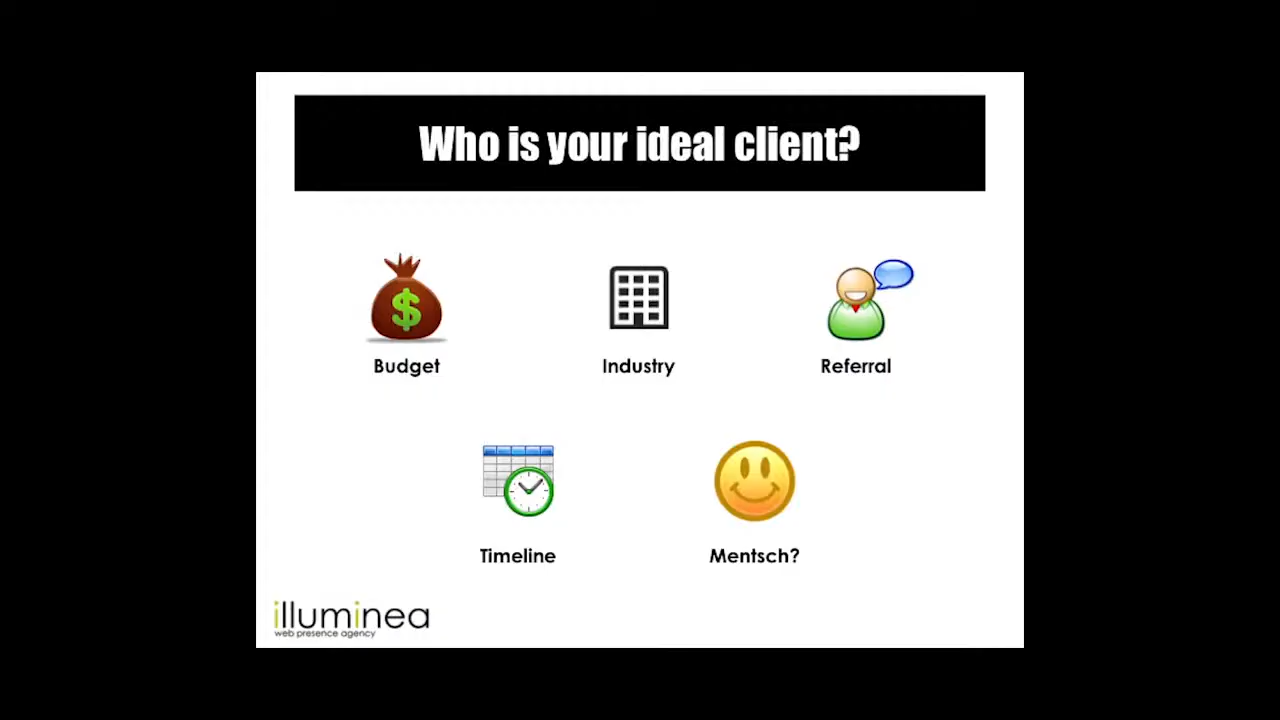 Who is your ideal client?
$
Budget
Industry
Referral
Timeline
Mentsch?
illuminea
web presence agency